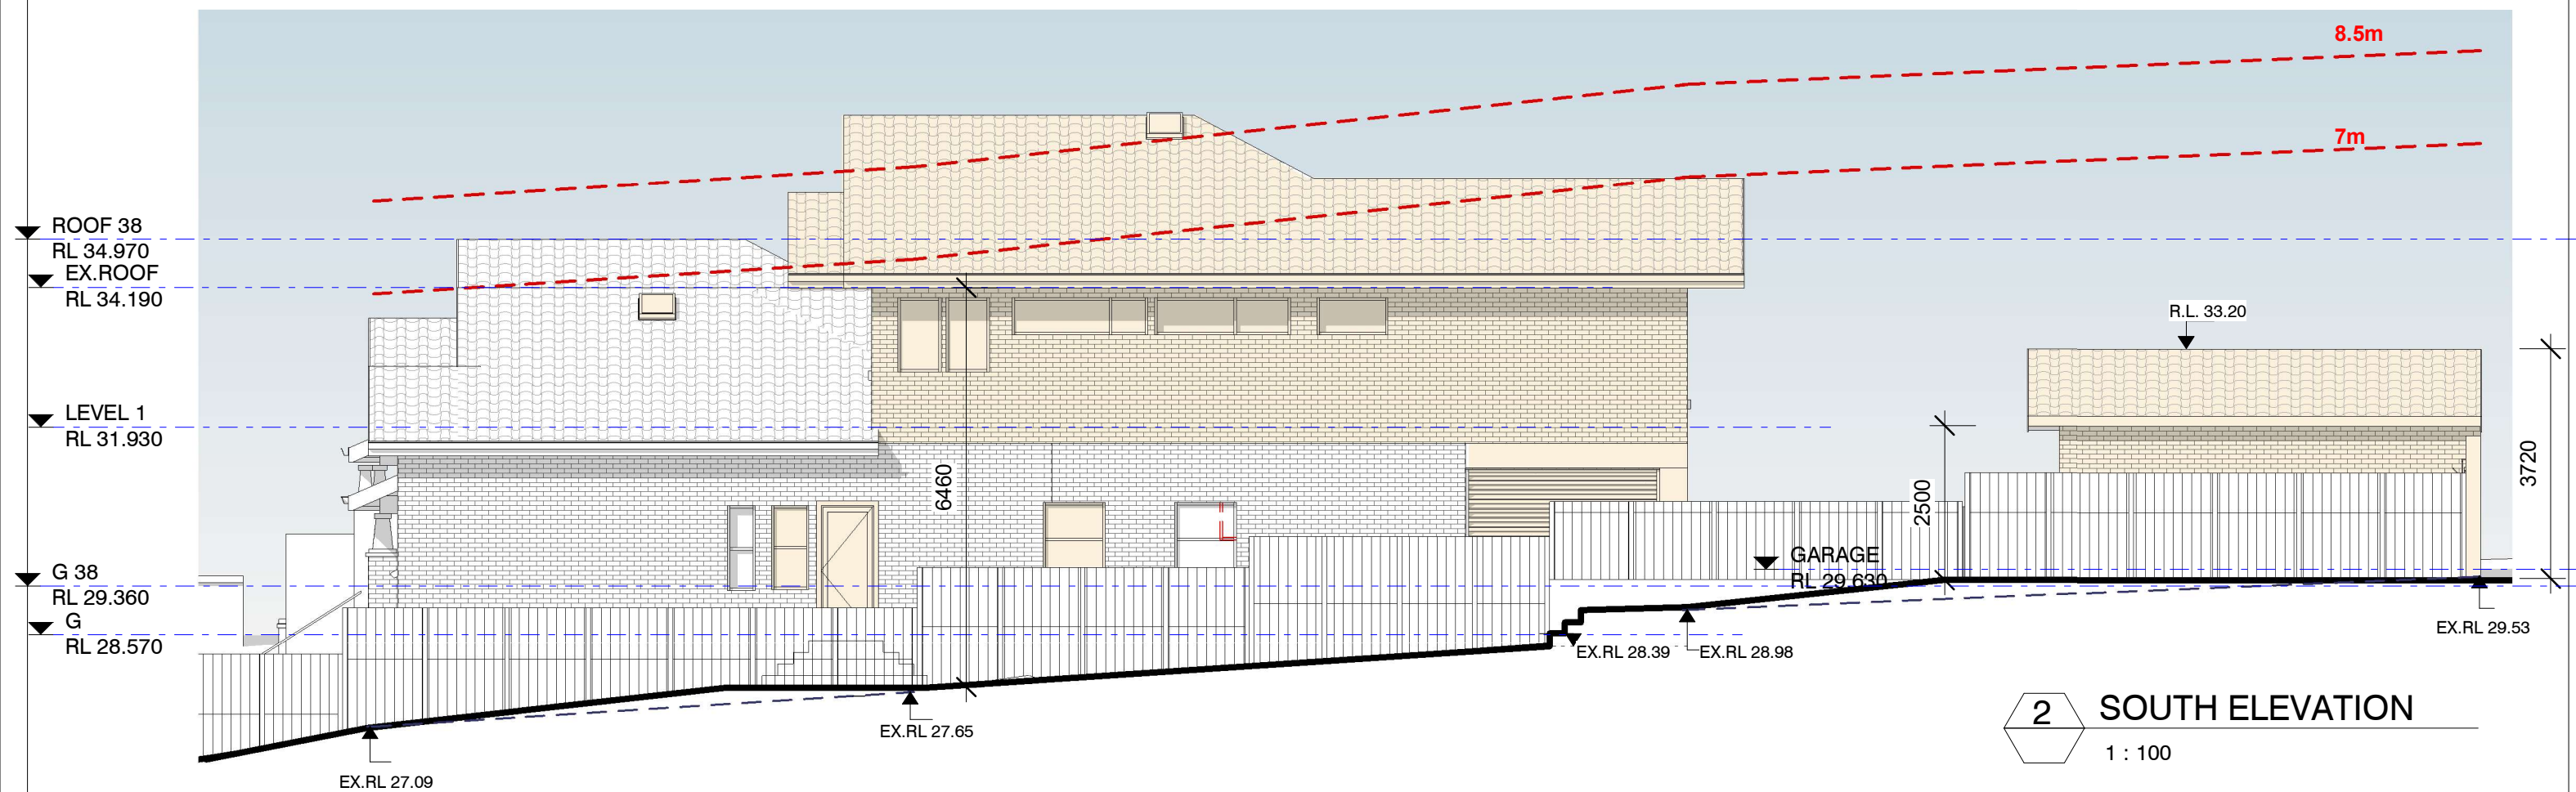 8.5m
7m
ROOF 38
RL 34.970
EX.ROOF
RL 34.190
R.L. 33.20
LEVEL 1
RL 31.930
6460
2500
3720
GARAGE
RL 29.630
G 38
RL 29.360
G
RL 28.570
EX.RL 28.39
EX.RL 28.98
EX.RL 29.53
EX.RL 27.65
EX.RL 27.09
2
SOUTH ELEVATION
1 : 100